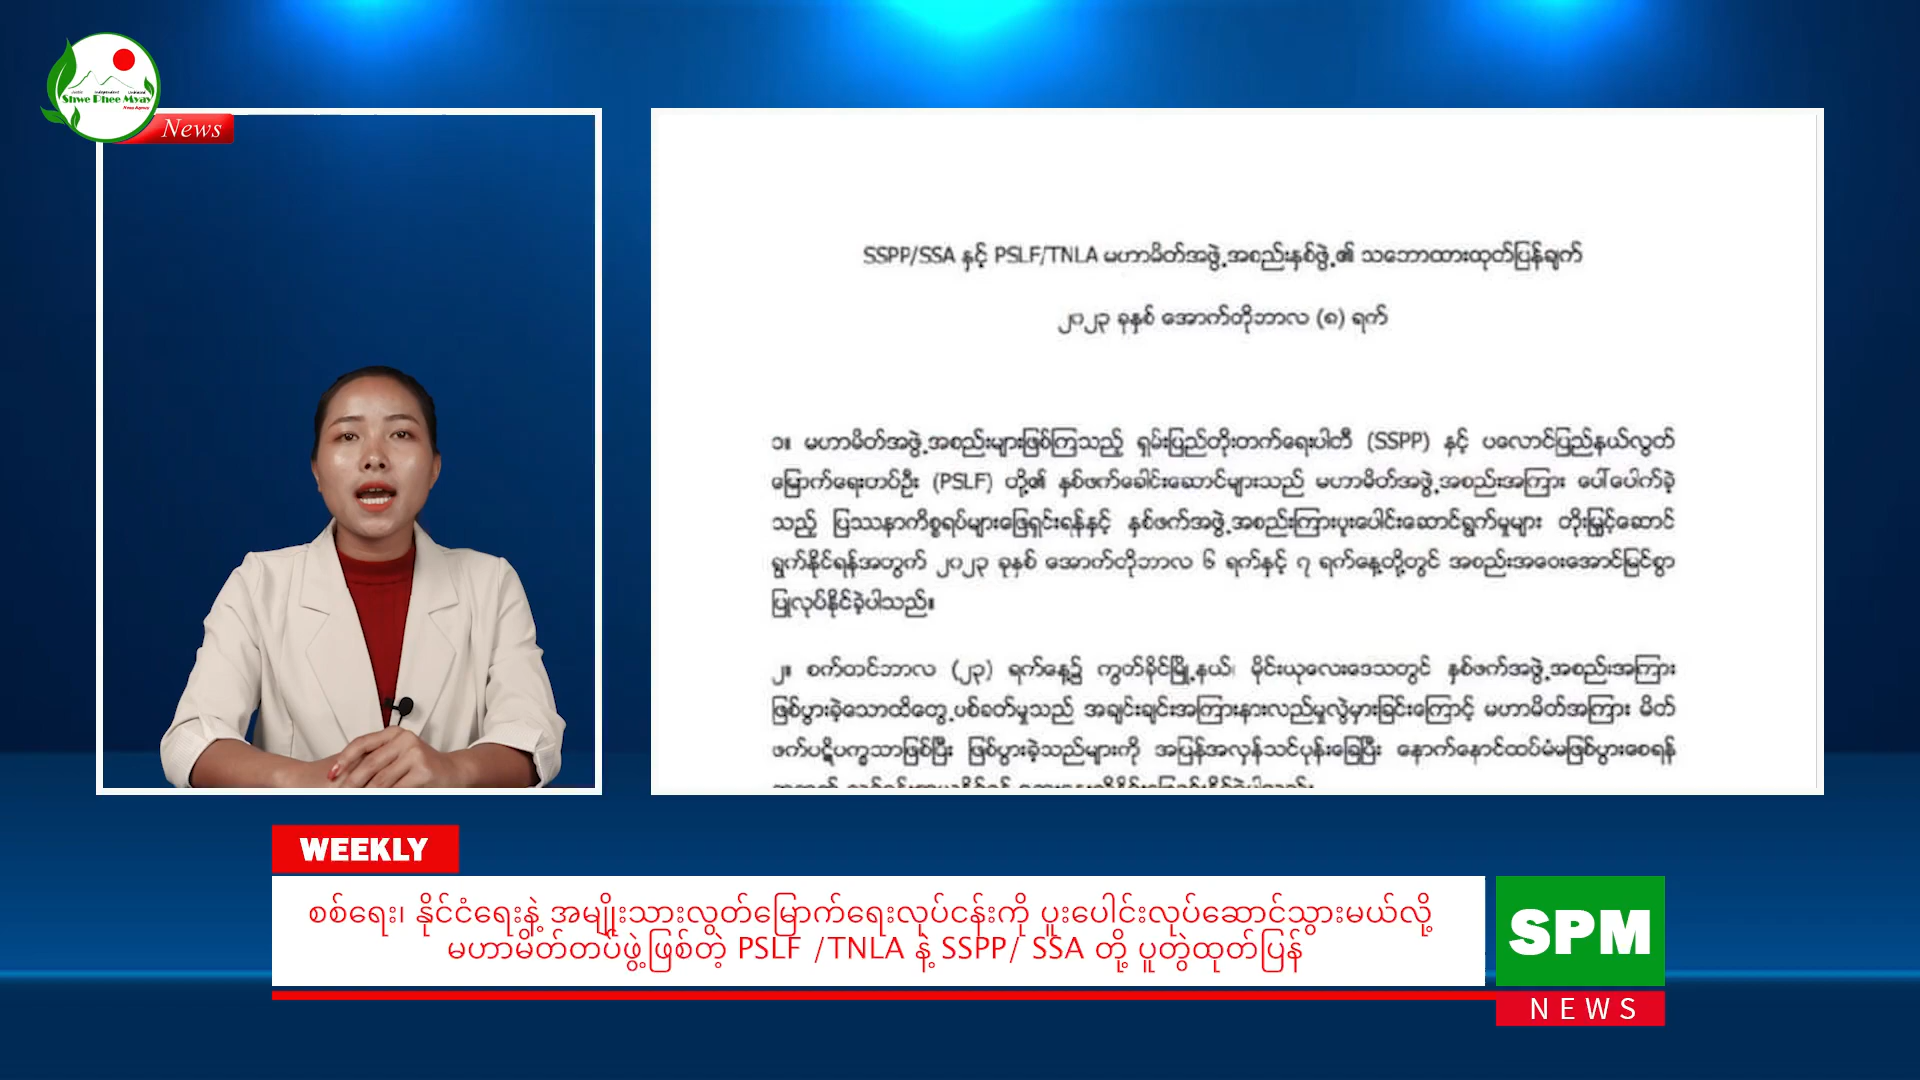 Shwe Phee Myay
News Agency
News
SSPP/SSA နှင့် PSLF/TNLA မဟာမိတ်အဖွဲ့အစည်းနှစ်ဖွဲ့၏ သဘောထားထုတ်ပြန်ချက်
၂၀၂၃ ခုနှစ် အောက်တိုဘာလ (၈) ရက်
၁။ မဟာမိတ်အဖွဲ့အစည်းများဖြစ်ကြသည့် ရှမ်းပြည်တိုးတက်ရေးပါတီ (SSPP) နှင့် ပလောင်ပြည်နယ်လွတ်
မြောက်ရေးတပ်ဦး (PSLF) တို့၏ နှစ်ဖက်ခေါင်းဆောင်များသည် မဟာမိတ်အဖွဲ့အစည်းအကြား ပေါ်ပေါက်ခဲ့
သည့် ပြဿနာကိစ္စရပ်များဖြေရှင်းရန်နှင့် နှစ်ဖက်အဖွဲ့အစည်းကြားပူးပေါင်းဆောင်ရွက်မှုများ တိုးမြှင့်ဆောင်
ရွက်နိုင်ရန်အတွက် ၂၀၂၃ ခုနှစ် အောက်တိုဘာလ ၆ ရက်နှင့် ၇ ရက်နေ့တို့တွင် အစည်းအဝေးအောင်မြင်စွာ
ပြုလုပ်နိုင်ခဲ့ပါသည်။
၂။ စက်တင်ဘာလ (၂၃) ရက်နေ့၌ ကွတ်ခိုင်မြို့နယ်၊ မိုင်းယုလေးဒေသတွင် နှစ်ဖက်အဖွဲ့အစည်းအကြား
ဖြစ်ပွားခဲ့သောထိတွေ့ပစ်ခတ်မှုသည် အချင်းချင်းအကြားနားလည်မှုလွဲမှားခြင်းကြောင့် မဟာမိတ်အကြား မိတ်
ဖက်ပဋိပက္ခသာဖြစ်ပြီး ဖြစ်ပွားခဲ့သည်များကို အပြန်အလှန်သင်ပုန်းချေပြီး နောက်နောင်ထပ်မံမဖြစ်ပွားစေရန်
WEEKLY
စစ်ရေး၊ နိုင်ငံရေးနဲ့ အမျိုးသားလွတ်မြောက်ရေးလုပ်ငန်းကို ပူးပေါင်းလုပ်ဆောင်သွားမယ်လို့
မဟာမိတ်တပ်ဖွဲ့ဖြစ်တဲ့ PSLF /TNLA နဲ့ SSPP/ SSA တို့ ပူတွဲထုတ်ပြန်
SPM
NEWS